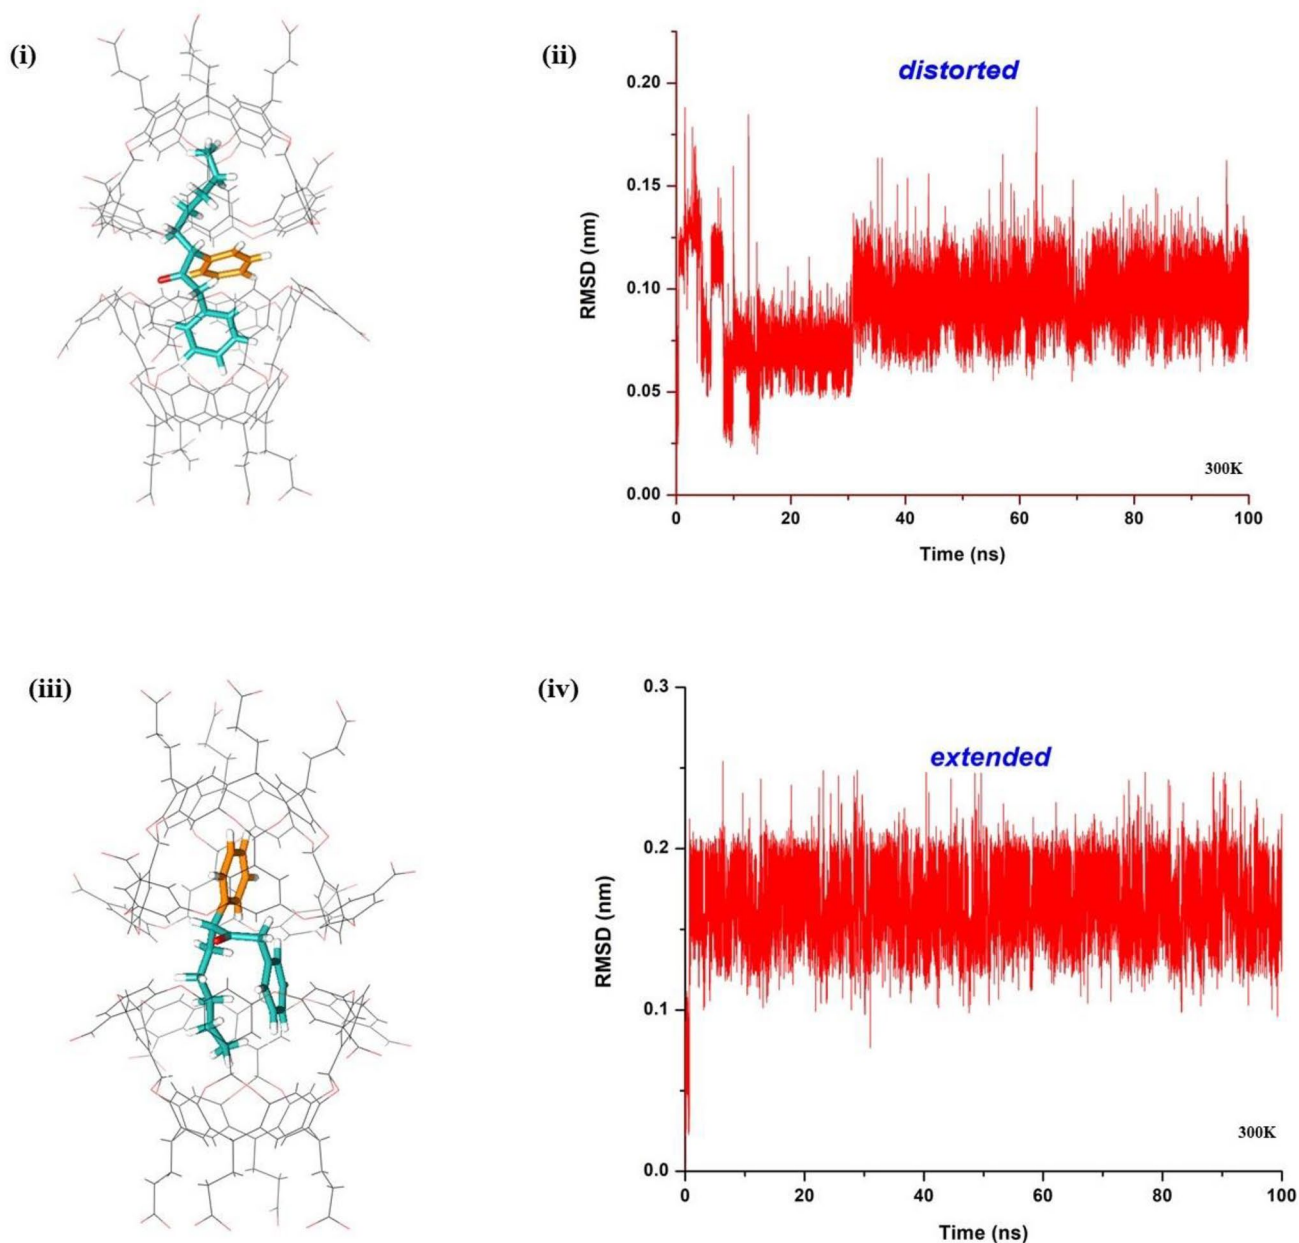 (i)
(ii)
distorted
0.20
0.15
0.10
0.05
0.00
RMSD (nm)
300K
0 20 40 60 80 100
Time (ns)
(iii)
(iv)
extended
0.3
0.2
0.1
0.0
RMSD (nm)
300K
0 20 40 60 80 100
Time (ns)